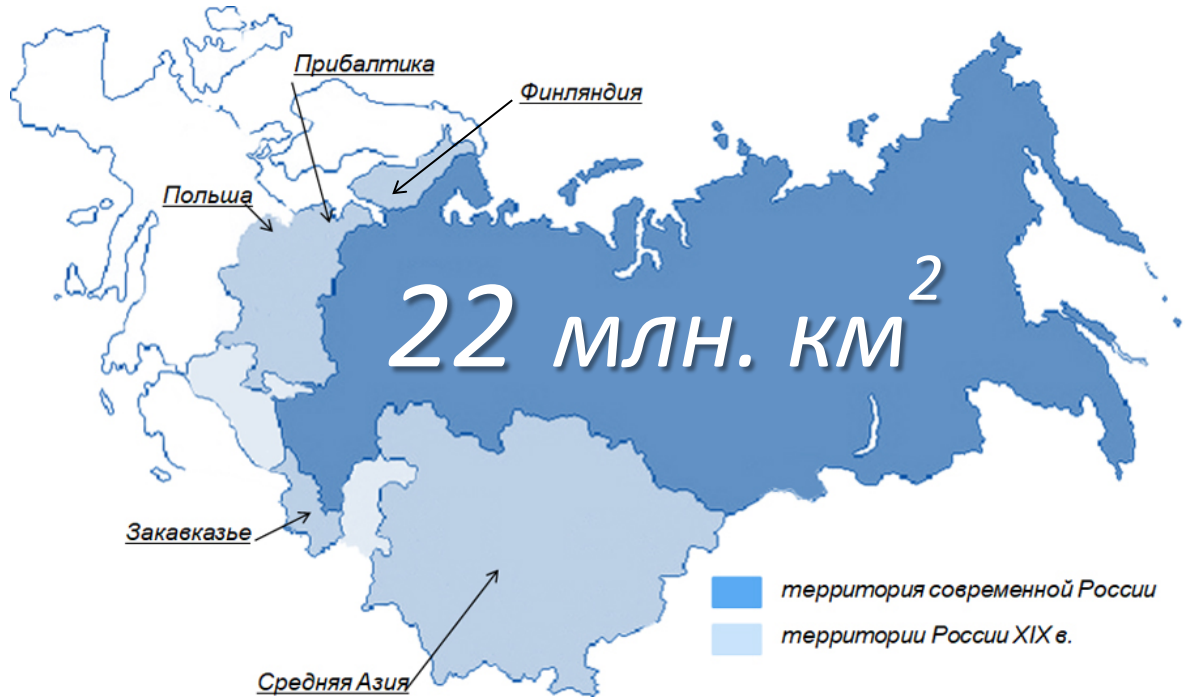 Прибалтика
Финляндия
Польша
22 млн. км²
Закавказье
территория современной России
территории России XIX в.
Средняя Азия